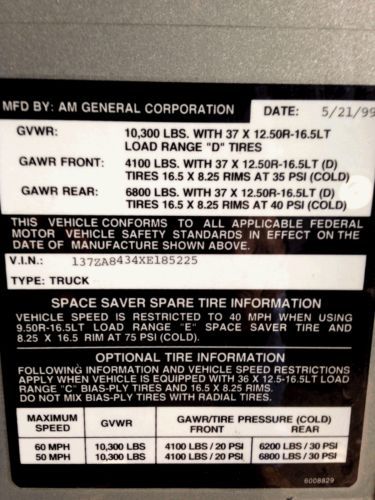 MFD BY: AM GENERAL CORPORATION DATE: 5/21/99
GVWR: 10,300 LBS. WITH 37 X 12.50R-16.5LT
LOAD RANGE "D" TIRES
GAWR FRONT: 4100 LBS. WITH 37 X 12.50R-16.5LT (D)
TIRES 16.5 X 8.25 RIMS AT 35 PSI (COLD)
GAWR REAR: 6800 LBS. WITH 37 X 12.50R-16.5LT (D)
TIRES 16.5 X 8.25 RIMS AT 40 PSI (COLD)
THIS VEHICLE CONFORMS TO ALL APPLICABLE FEDERAL
MOTOR VEHICLE SAFETY STANDARDS IN EFFECT ON THE
DATE OF MANUFACTURE SHOWN ABOVE.
V.I.N.: 137ZA8434XE185225
TYPE: TRUCK
SPACE SAVER SPARE TIRE INFORMATION
VEHICLE SPEED IS RESTRICTED TO 40 MPH WHEN USING
9.50R-16.5LT LOAD RANGE "E" SPACE SAVER TIRE AND
8.25 X 16.5 RIM AT 75 PSI (COLD).
OPTIONAL TIRE INFORMATION
FOLLOWING INFORMATION AND VEHICLE SPEED RESTRICTIONS
APPLY WHEN VEHICLE IS EQUIPPED WITH 36 X 12.5-16.5LT LOAD
RANGE "C" BIAS-PLY TIRES AND 16.5 X 8.25 RIMS.
DO NOT MIX BIAS-PLY TIRES WITH RADIAL TIRES.
MAXIMUM SPEED GVWR GAWR/TIRE PRESSURE (COLD)
FRONT REAR
60 MPH 10,300 LBS 4100 LBS / 20 PSI 6200 LBS / 30 PSI
50 MPH 10,300 LBS 4100 LBS / 20 PSI 6800 LBS / 30 PSI
6008829